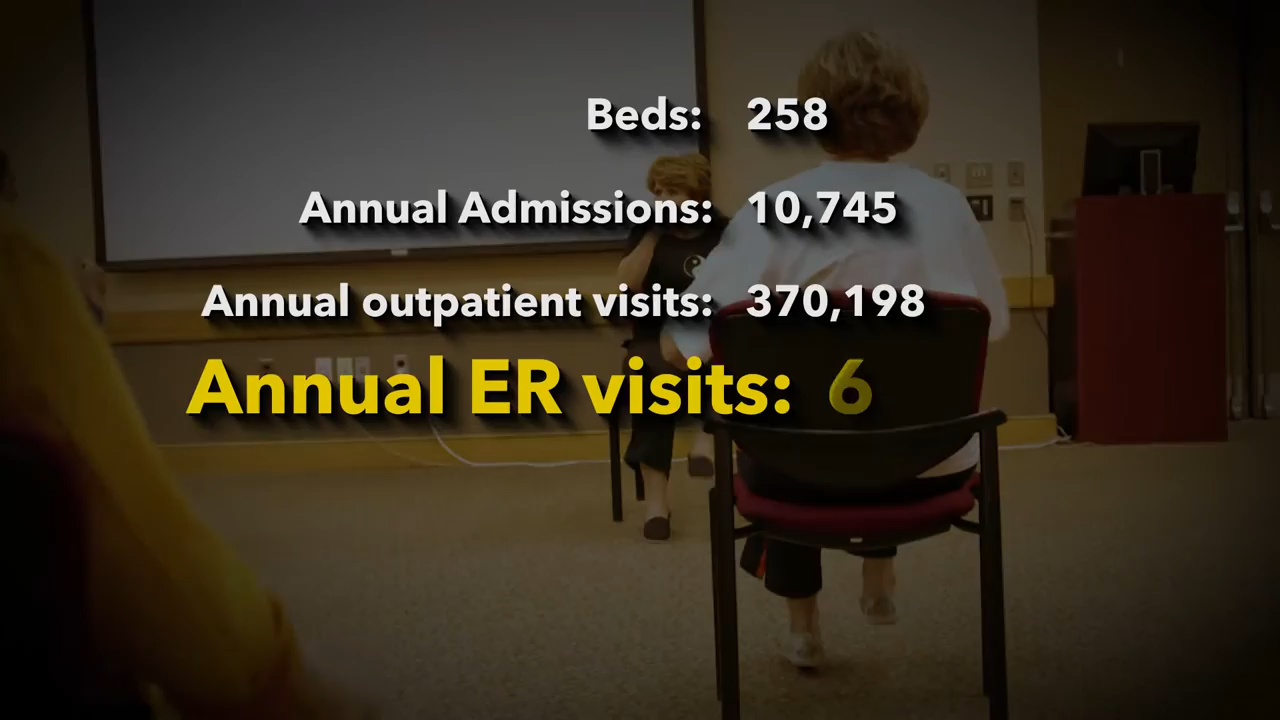 Beds: 258
Annual Admissions: 10,745
Annual outpatient visits: 370,198
Annual ER visits: 6